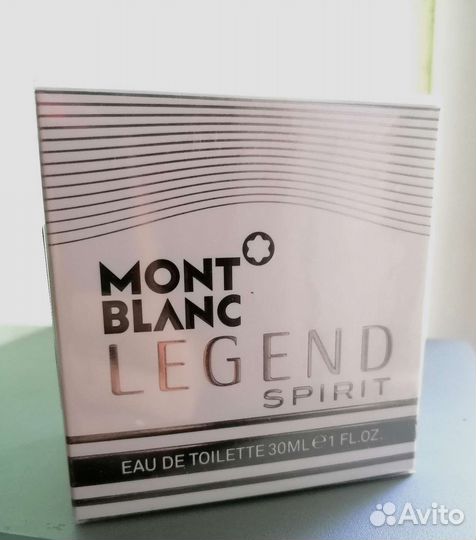 MONT
BLANC
LEGEND
SPIRIT
EAU DE TOILETTE 30ML℮1 FL.OZ.
Avito